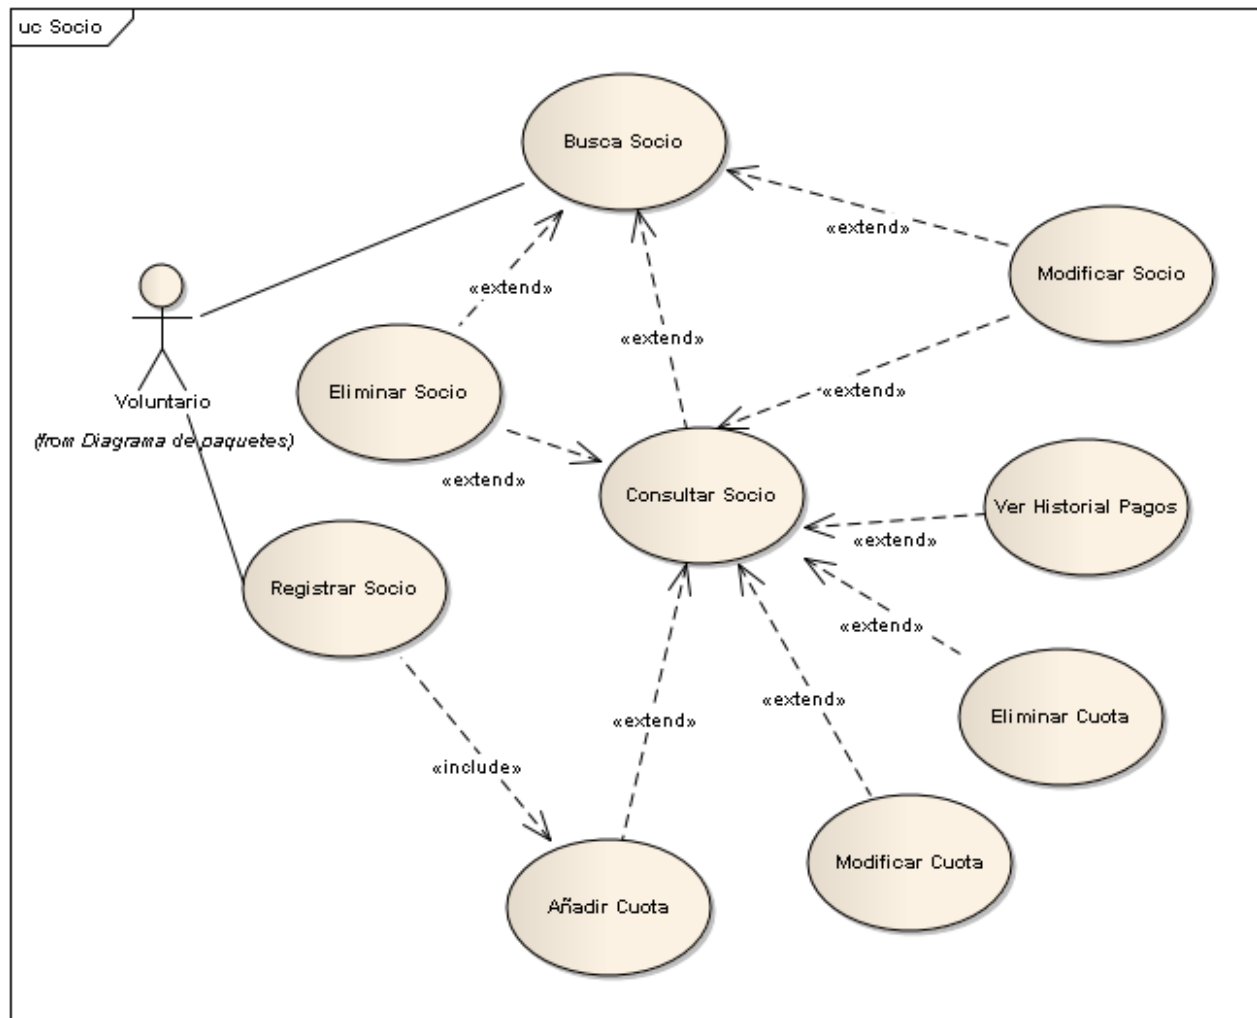 uc Socio
Busca Socio
«extend»
Modificar Socio
«extend»
«extend»
«extend»
Eliminar Socio
Voluntario
(from Diagrama de paquetes)
«extend»
Consultar Socio
Ver Historial Pagos
«extend»
Registrar Socio
«extend»
«extend»
«extend»
Eliminar Cuota
«include»
Modificar Cuota
Añadir Cuota